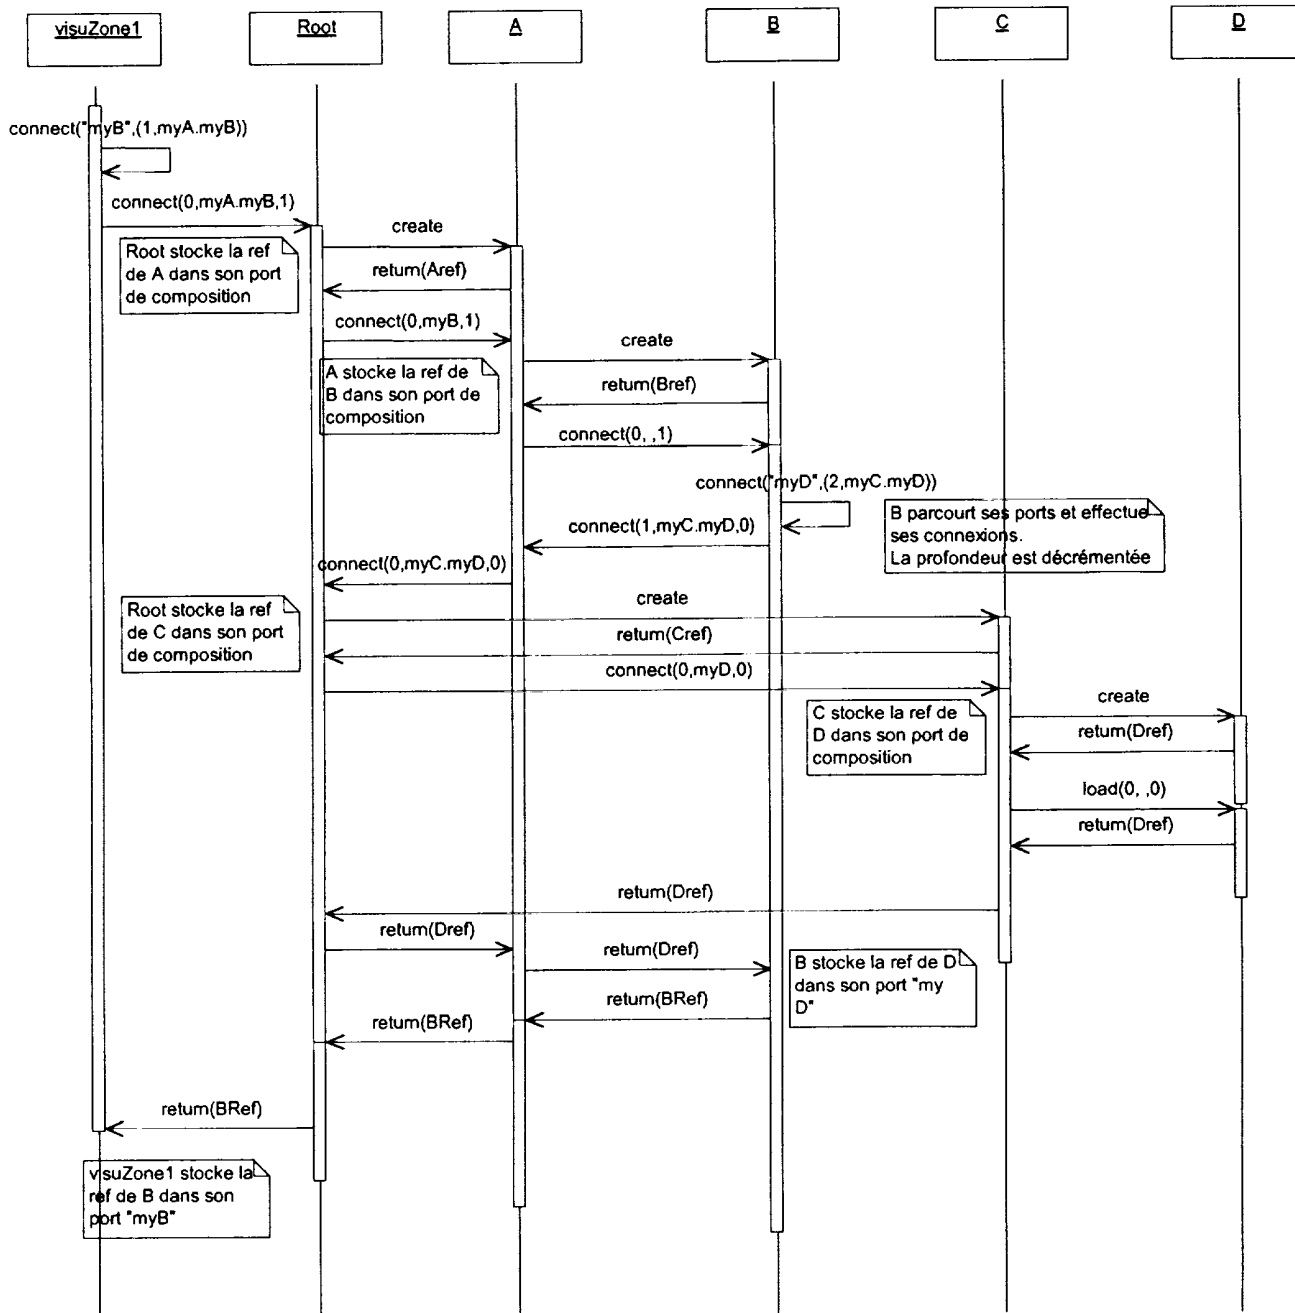 visuZone1
Root
A
B
C
D
connect("myB",(1,myA.myB))
connect(0,myA.myB,1)
create
Root stocke la ref
de A dans son port
de composition
return(Aref)
connect(0,myB,1)
create
A stocke la ref de
B dans son port de
composition
return(Bref)
connect(0, ,1)
connect("myD",(2,myC.myD))
B parcourt ses ports et effectue
ses connexions.
La profondeur est décrémentée
connect(1,myC.myD,0)
connect(0,myC.myD,0)
create
Root stocke la ref
de C dans son port
de composition
return(Cref)
connect(0,myD,0)
create
C stocke la ref de
D dans son port de
composition
return(Dref)
load(0, ,0)
return(Dref)
return(Dref)
return(Dref)
return(Dref)
B stocke la ref de D
dans son port "my
D"
return(BRef)
return(BRef)
return(BRef)
visuZone1 stocke la
ref de B dans son
port "myB"